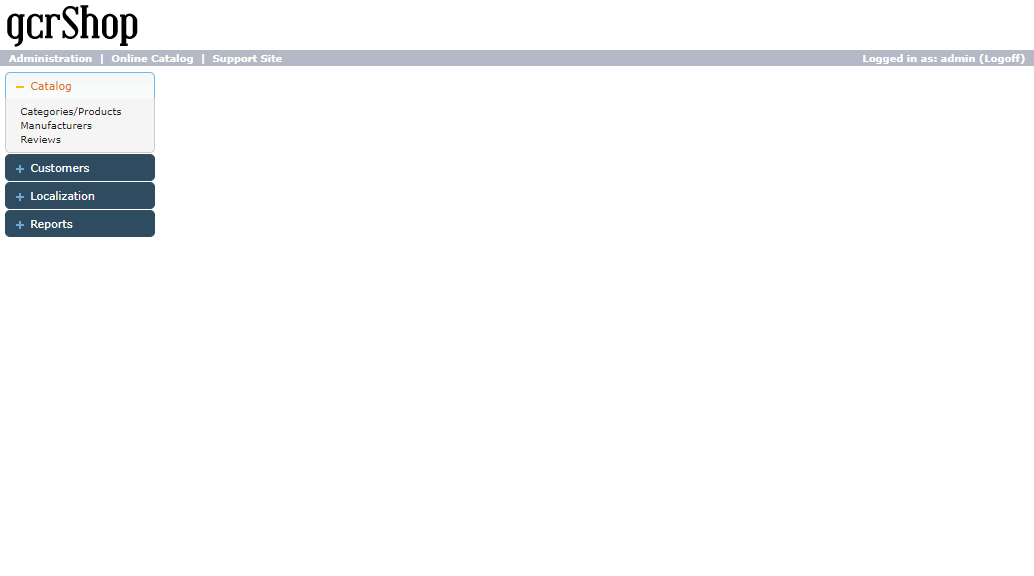 gcrShop
Administration | Online Catalog | Support Site Logged in as: admin (Logoff)
Catalog
Categories/Products
Manufacturers
Reviews
Customers
Localization
Reports